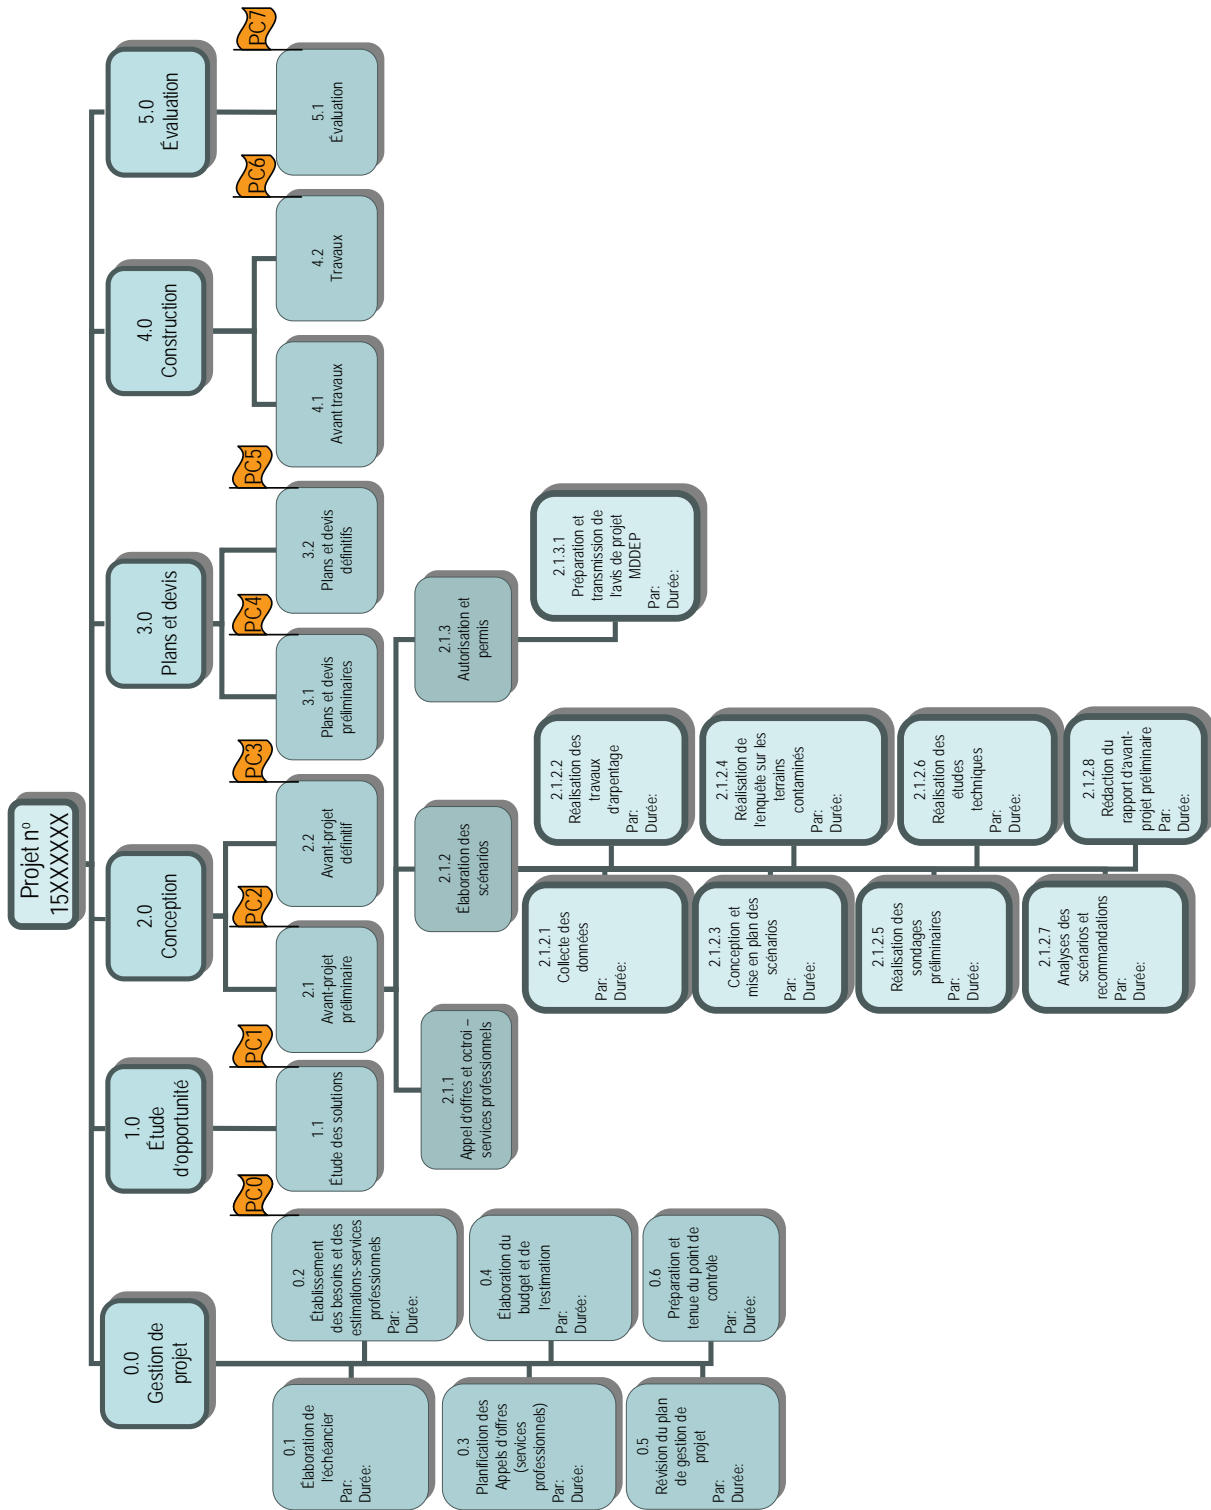 Projet nº
15XXXXXX
0.0
Gestion de
projet
1.0
Étude
d'opportunité
2.0
Conception
3.0
Plans et devis
4.0
Construction
5.0
Évaluation
PC0
PC1
PC2
PC3
PC4
PC5
PC6
PC7
0.1
Élaboration de
l'échéancier
Par:
Durée:
0.2
Établissement
des besoins et des
estimations-services
professionnels
Par:
Durée:
0.3
Planification des
Appels d'offres
(services
professionnels)
Par:
Durée:
0.4
Élaboration du
budget et de
l'estimation
Par:
Durée:
0.5
Révision du plan
de gestion de
projet
0.6
Préparation et
tenue du point de
contrôle
Par:
Durée:
1.1
Étude des solutions
2.1
Avant-projet
préliminaire
2.2
Avant-projet
définitif
3.1
Plans et devis
préliminaires
3.2
Plans et devis
définitifs
4.1
Avant travaux
4.2
Travaux
5.1
Évaluation
2.1.1
Appel d'offres et octroi –
services professionnels
2.1.2
Élaboration des
scénarios
2.1.3
Autorisation et
permis
2.1.2.1
Collecte des
données
Par:
Durée:
2.1.2.2
Réalisation des
travaux
d'arpentage
Par:
Durée:
2.1.2.3
Conception et
mise en plan des
scénarios
Par:
Durée:
2.1.2.4
Réalisation de
l'enquête sur les
terrains
contaminés
Par:
Durée:
2.1.2.5
Réalisation des
sondages
préliminaires
Par:
Durée:
2.1.2.6
Réalisation des
études
techniques
Par:
Durée:
2.1.2.7
Analyses des
scénarios et
recommandations
Par:
Durée:
2.1.2.8
Rédaction du
rapport d'avant-
projet préliminaire
Par:
Durée:
2.1.3.1
Préparation et
transmission de
l'avis de projet
MDDEP
Par:
Durée: